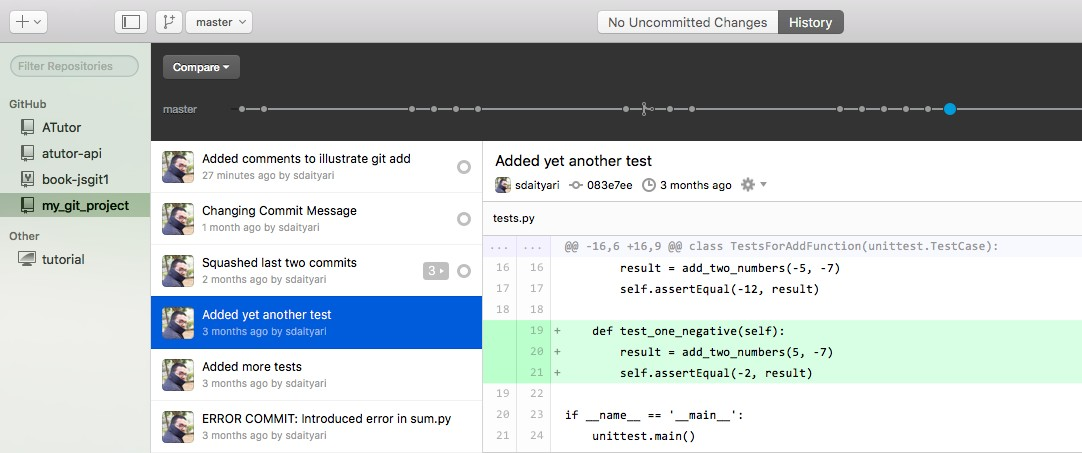 master
No Uncommitted Changes
History
Filter Repositories
GitHub
ATutor
atutor-api
book-jsgit1
my_git_project
Other
tutorial
Compare
master
Added comments to illustrate git add
27 minutes ago by sdaityari
Changing Commit Message
1 month ago by sdaityari
Squashed last two commits
2 months ago by sdaityari
3
Added yet another test
3 months ago by sdaityari
Added more tests
3 months ago by sdaityari
ERROR COMMIT: Introduced error in sum.py
3 months ago by sdaityari
Added yet another test
sdaityari 083e7ee 3 months ago
tests.py
... ... @@ -16,6 +16,9 @@ class TestsForAddFunction(unittest.TestCase):
16 16 result = add_two_numbers(-5, -7)
17 17 self.assertEqual(-12, result)
18 18
19 + def test_one_negative(self):
20 + result = add_two_numbers(5, -7)
21 + self.assertEqual(-2, result)
19 22
20 23 if __name__ == '__main__':
21 24 unittest.main()